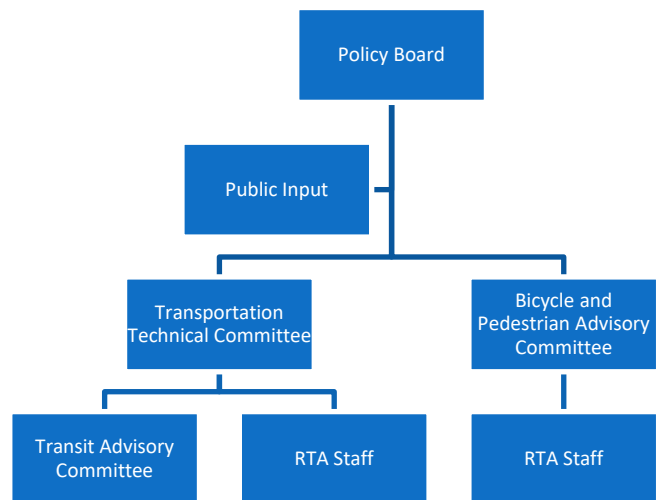 Policy Board
Public Input
Transportation
Technical Committee
Bicycle and
Pedestrian Advisory
Committee
Transit Advisory
Committee
RTA Staff
RTA Staff